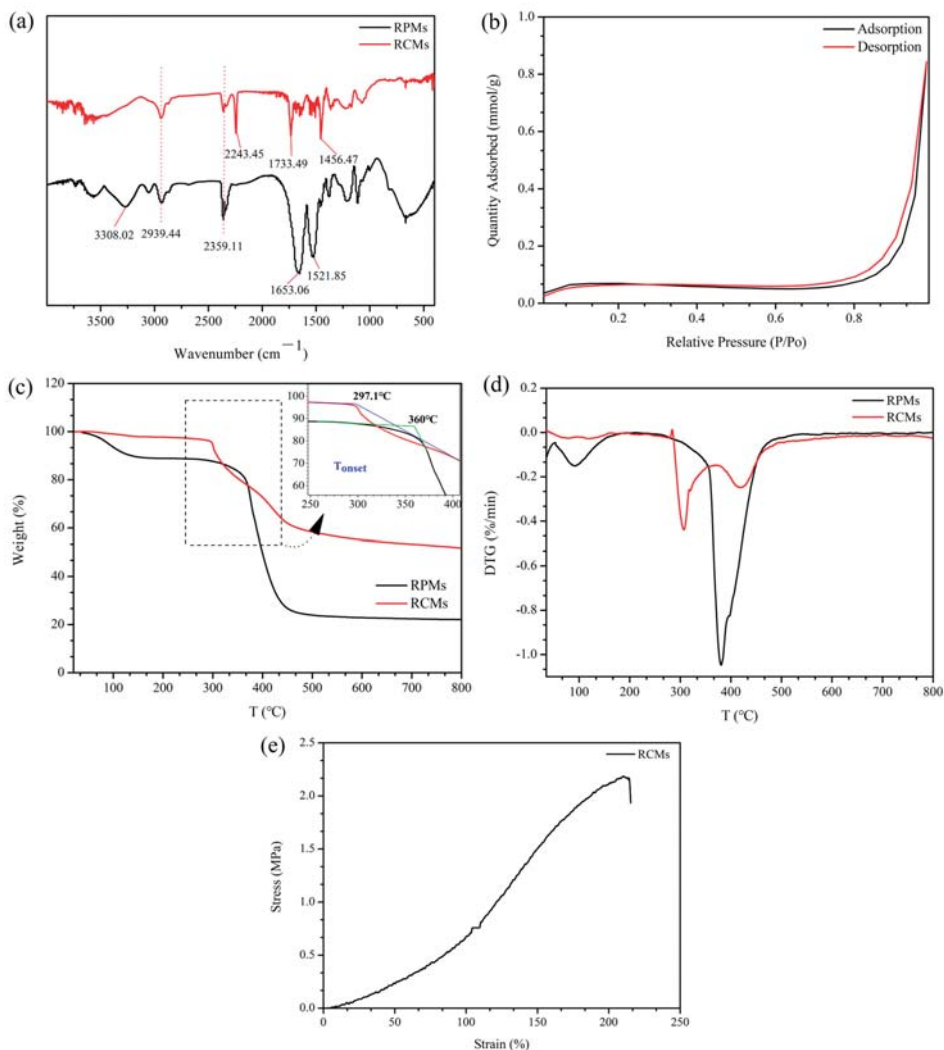 (a)
RPMs
RCMs
2243.45
1733.49
1456.47
3308.02
2939.44
2359.11
1653.06
1521.85
3500 3000 2500 2000 1500 1000 500
Wavenumber (cm−1)
(b)
Adsorption
Desorption
1.0
0.8
0.6
0.4
0.2
0.0
Quantity Adsorbed (mmol/g)
0.2 0.4 0.6 0.8
Relative Pressure (P/Po)
(c)
120
100
80
60
40
20
0
Weight (%)
100
90
80
70
60
297.1°C
360°C
Tonset
250 300 350 400
RPMs
RCMs
100 200 300 400 500 600 700 800
T (°C)
(d)
RPMs
RCMs
0.2
0.0
-0.2
-0.4
-0.6
-0.8
-1.0
DTG (%/min)
100 200 300 400 500 600 700 800
T (°C)
(e)
RCMs
2.5
2.0
1.5
1.0
0.5
0.0
Stress (MPa)
0 50 100 150 200 250
Strain (%)